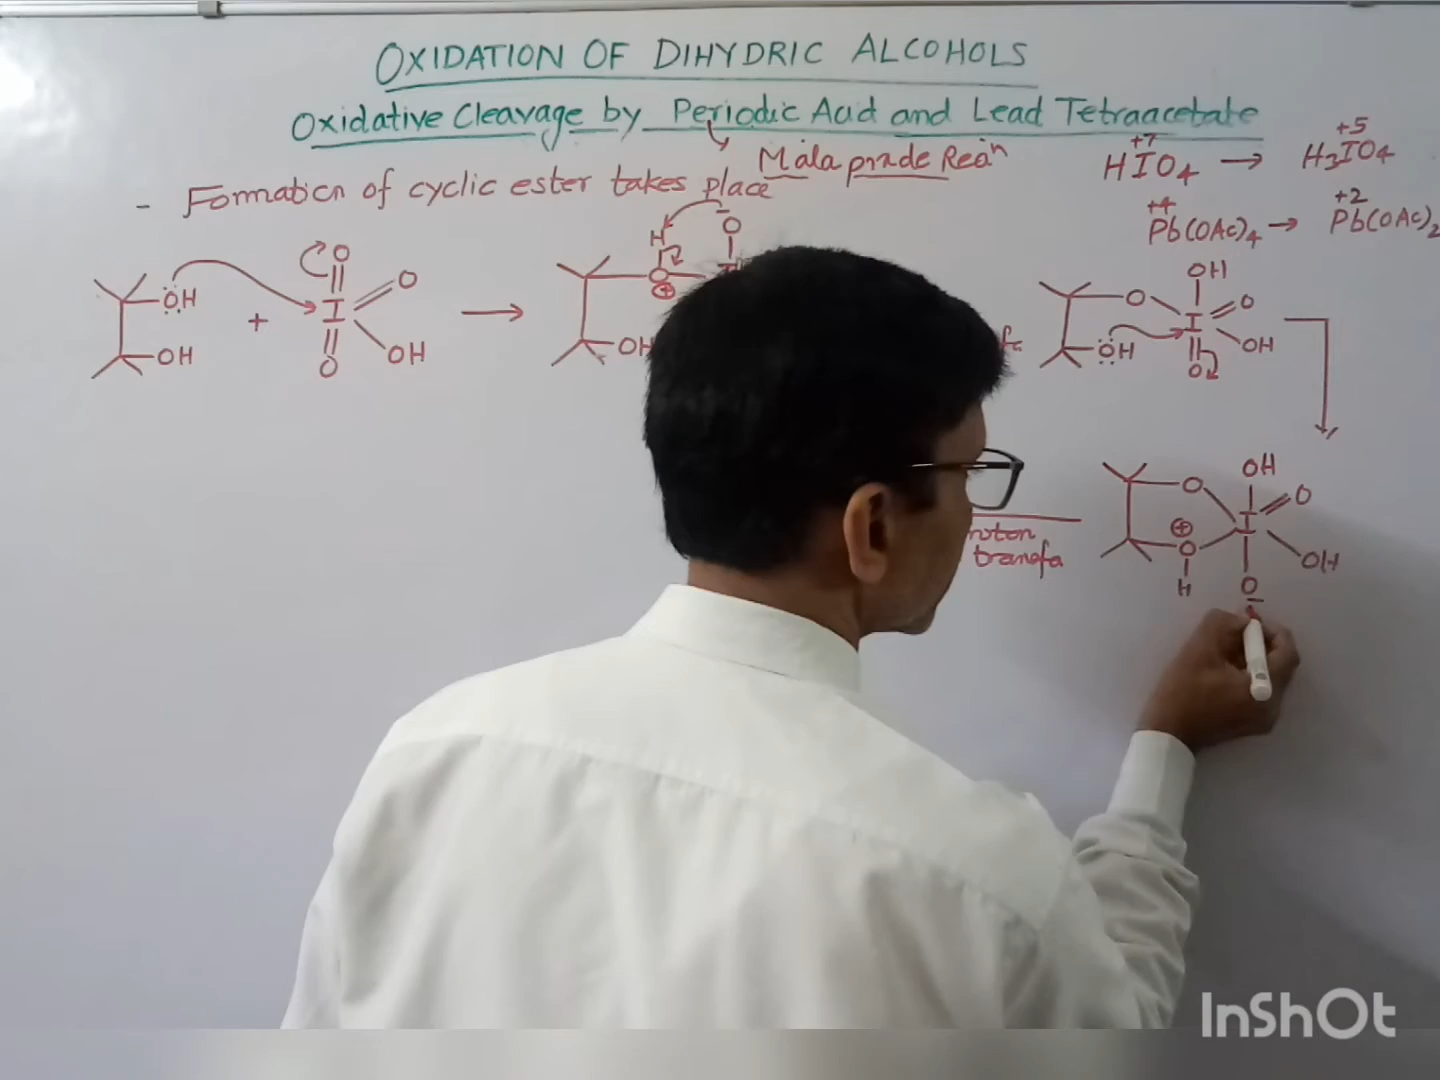 OXIDATION OF DIHYDRIC ALCOHOLS
Oxidative Cleavage by Periodic Acid and Lead Tetraacetate
Malaprade Reaⁿ
- Formation of cyclic ester takes place
+7 +5
HIO4 → H3IO4
+4 +2
Pb(OAc)4 → Pb(OAc)2
OH
OH
+
O
I
O
O
OH
→
H
O
⊕
OH
O
−
OH
O
I
O
OH
OH
O
OH
O
I
O
OH
⊕
O
H
O
−
transfa
InShOt